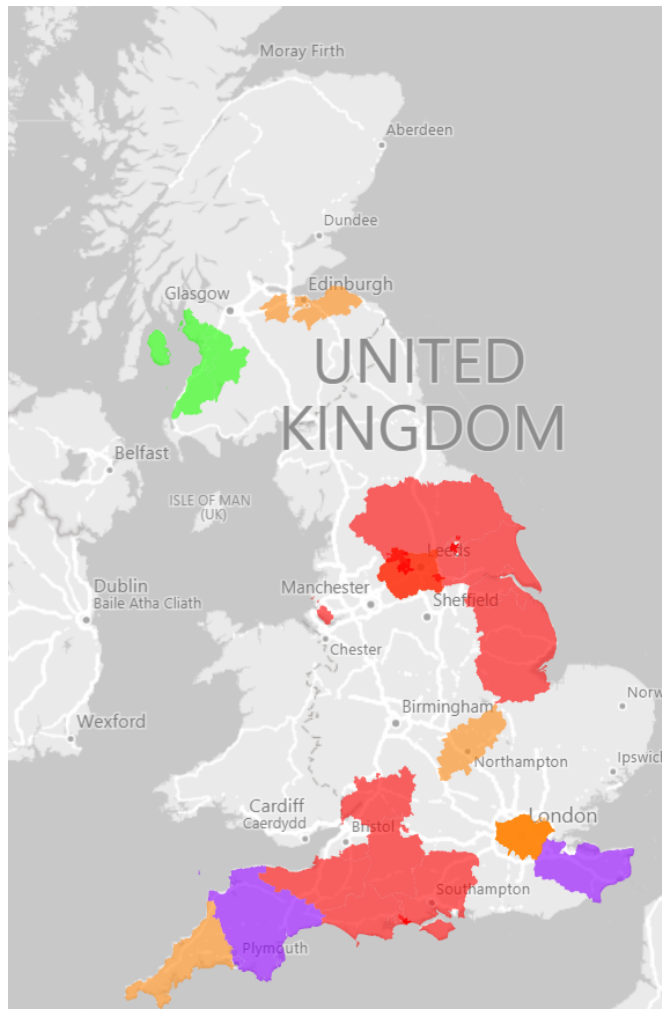 Moray Firth
Aberdeen
Dundee
Edinburgh
Glasgow
UNITED
KINGDOM
Belfast
ISLE OF MAN
(UK)
Leeds
Dublin
Baile Atha Cliath
Manchester
Sheffield
Chester
Norw
Wexford
Birmingham
Northampton
Ipswich
Cardiff
Caerdydd
London
Bristol
Southampton
Plymouth